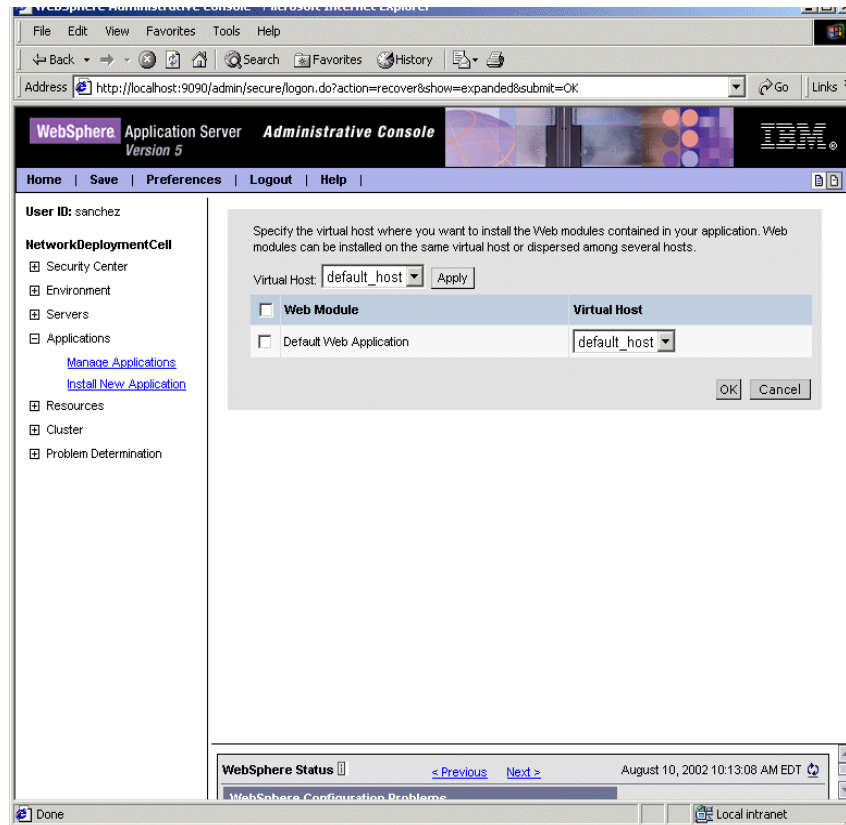 WebSphere Administrative Console - Microsoft Internet Explorer
File Edit View Favorites Tools Help
Back Search Favorites History
Address http://localhost:9090/admin/secure/logon.do?action=recover&show=expanded&submit=OK Go Links
WebSphere. Application Server Administrative Console
Version 5
IBM.®
Home | Save | Preferences | Logout | Help |
User ID: sanchez
NetworkDeploymentCell
Security Center
Environment
Servers
Applications
Manage Applications
Install New Application
Resources
Cluster
Problem Determination
Specify the virtual host where you want to install the Web modules contained in your application. Web
modules can be installed on the same virtual host or dispersed among several hosts.
Virtual Host: default_host Apply
Web Module Virtual Host
Default Web Application default_host
OK Cancel
WebSphere Status i < Previous Next > August 10, 2002 10:13:08 AM EDT
WebSphere Configuration Problems
Done Local intranet